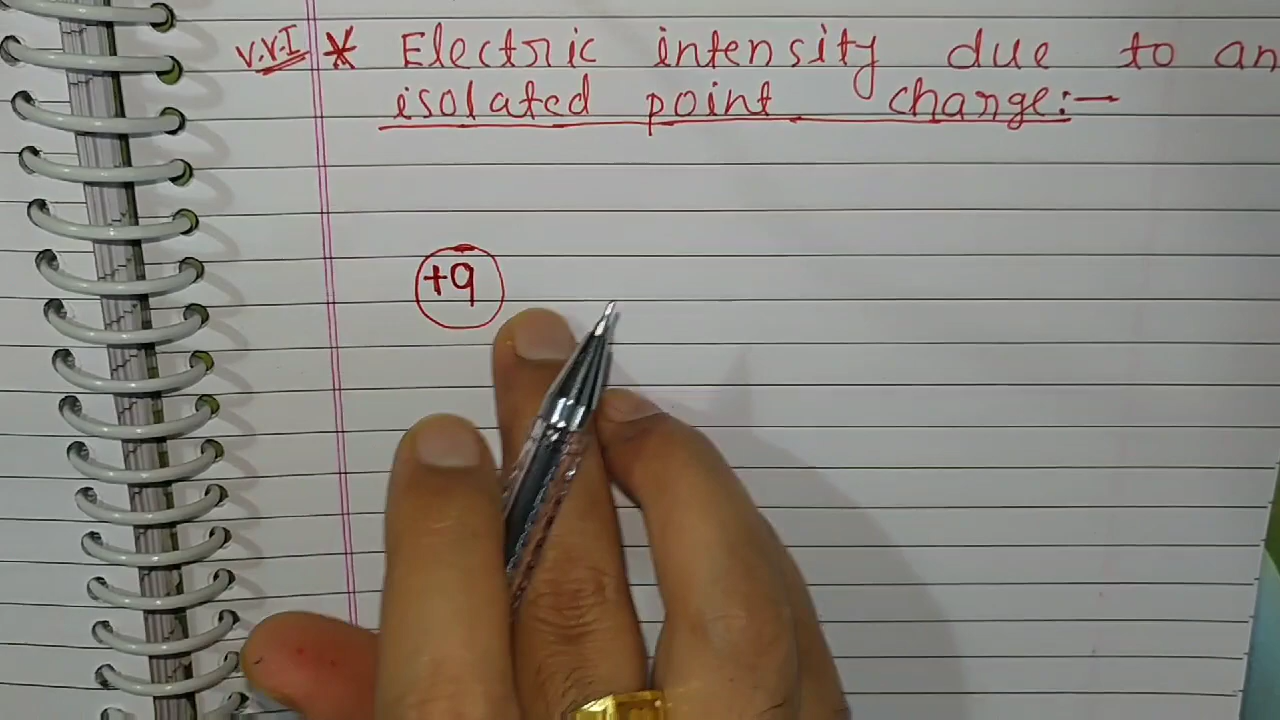 V.V.I * Electric intensity due to an
isolated point charge:-
+q